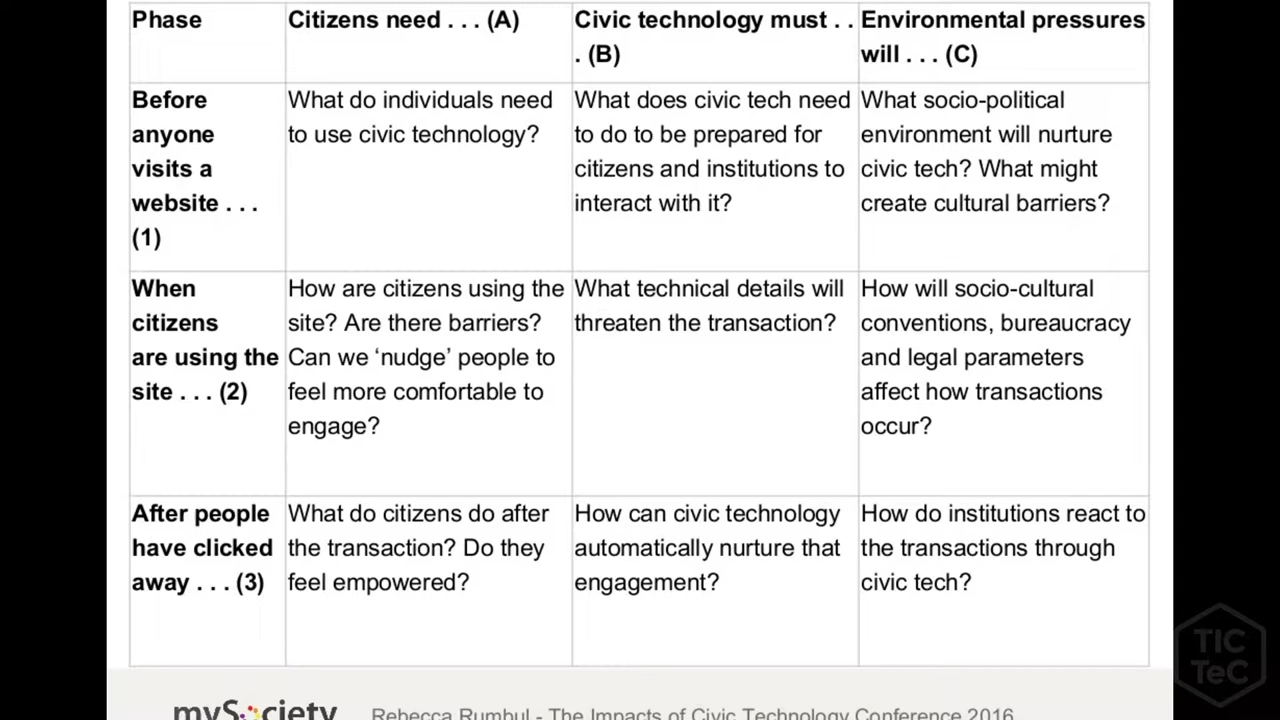 Phase
Citizens need . . . (A)
Civic technology must . .
. (B)
Environmental pressures
will . . . (C)
Before
anyone
visits a
website . . .
(1)
What do individuals need
to use civic technology?
What does civic tech need
to do to be prepared for
citizens and institutions to
interact with it?
What socio-political
environment will nurture
civic tech? What might
create cultural barriers?
When
citizens
are using the
site . . . (2)
How are citizens using the
site? Are there barriers?
Can we ‘nudge’ people to
feel more comfortable to
engage?
What technical details will
threaten the transaction?
How will socio-cultural
conventions, bureaucracy
and legal parameters
affect how transactions
occur?
After people
have clicked
away . . . (3)
What do citizens do after
the transaction? Do they
feel empowered?
How can civic technology
automatically nurture that
engagement?
How do institutions react to
the transactions through
civic tech?
TIC
TeC
mySociety
Rebecca Rumbul - The Impacts of Civic Technology Conference 2016